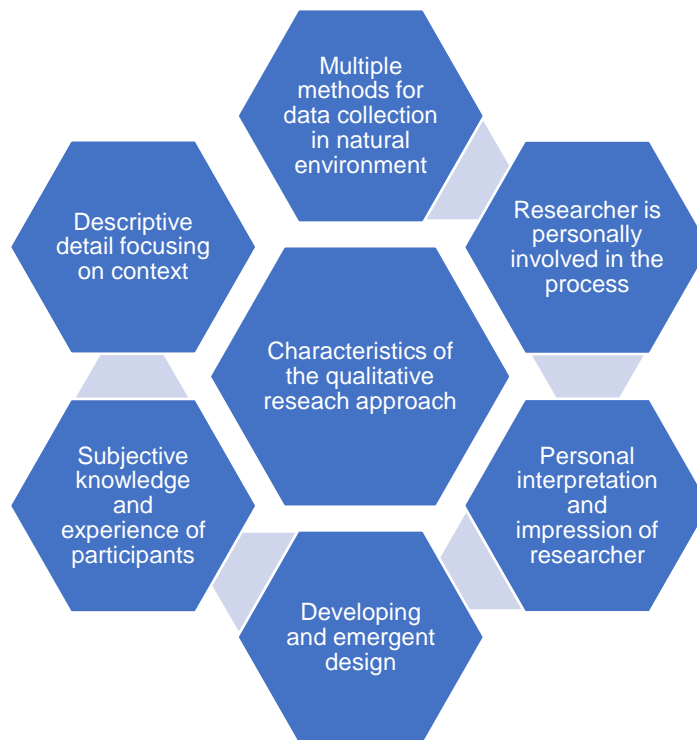 Multiple
methods for
data collection
in natural
environment
Researcher is
personally
involved in the
process
Personal
interpretation
and
impression of
researcher
Developing
and emergent
design
Subjective
knowledge
and
experience of
participants
Descriptive
detail focusing
on context
Characteristics of
the qualitative
reseach approach